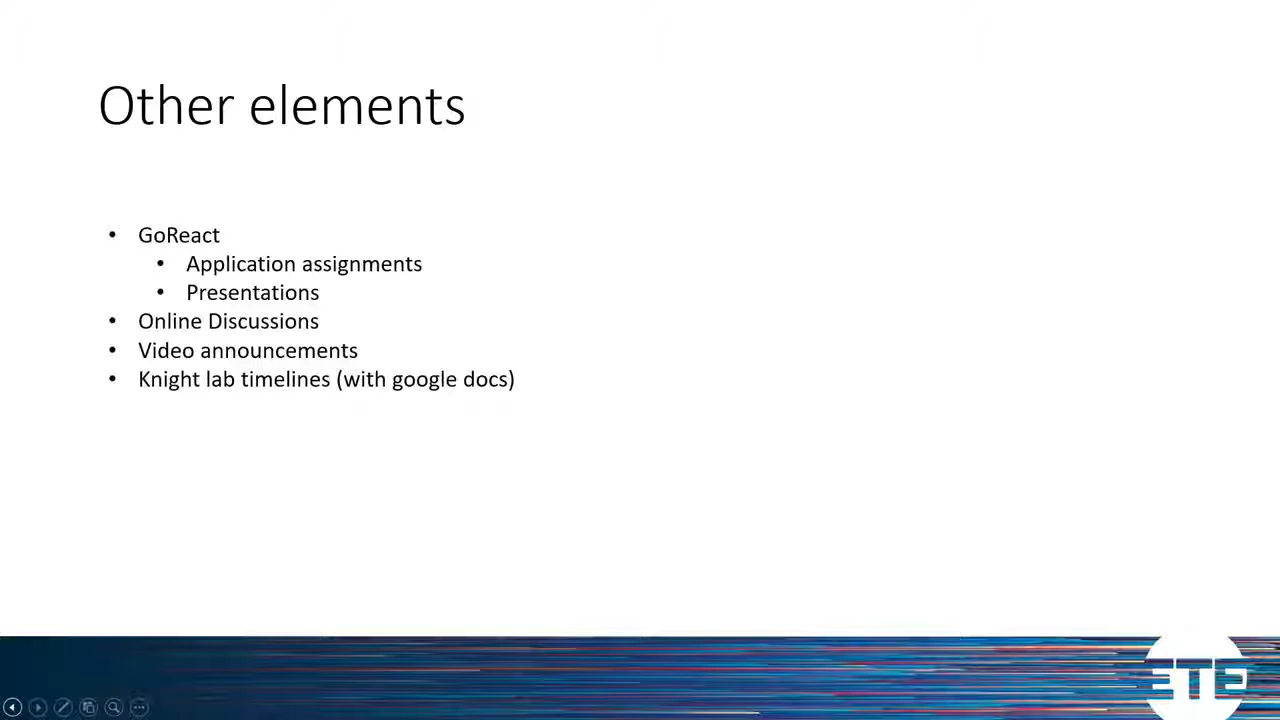 Other elements
• GoReact
• Application assignments
• Presentations
• Online Discussions
• Video announcements
• Knight lab timelines (with google docs)